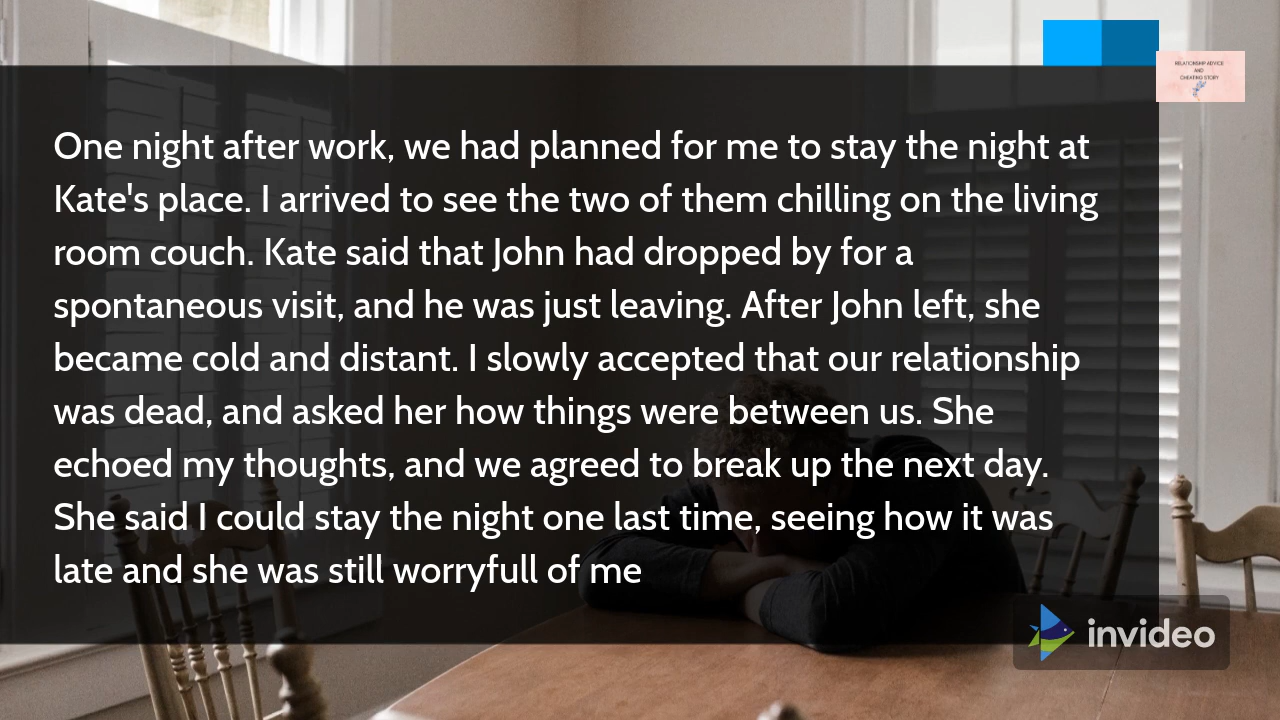 RELATIONSHIP ADVICE
AND
CHEATING STORY
One night after work, we had planned for me to stay the night at
Kate's place. I arrived to see the two of them chilling on the living
room couch. Kate said that John had dropped by for a
spontaneous visit, and he was just leaving. After John left, she
became cold and distant. I slowly accepted that our relationship
was dead, and asked her how things were between us. She
echoed my thoughts, and we agreed to break up the next day.
She said I could stay the night one last time, seeing how it was
late and she was still worryfull of me
invideo